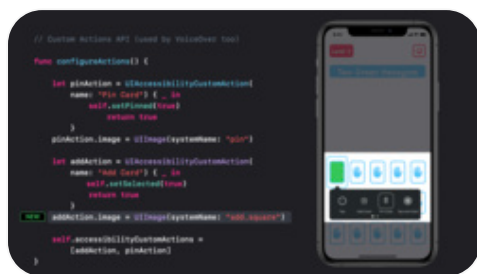 // Custom Actions API (used by VoiceOver too)
func configureActions() {
let pinAction = UIAccessibilityCustomAction(
name: "Pin Card") { _ in
self.setPinned(true)
return true
}
pinAction.image = UIImage(systemName: "pin")
let addAction = UIAccessibilityCustomAction(
name: "Add Card") { _ in
self.setSelected(true)
return true
}
NEW
addAction.image = UIImage(systemName: "add.square")
self.accessibilityCustomActions =
[addAction, pinAction]
}